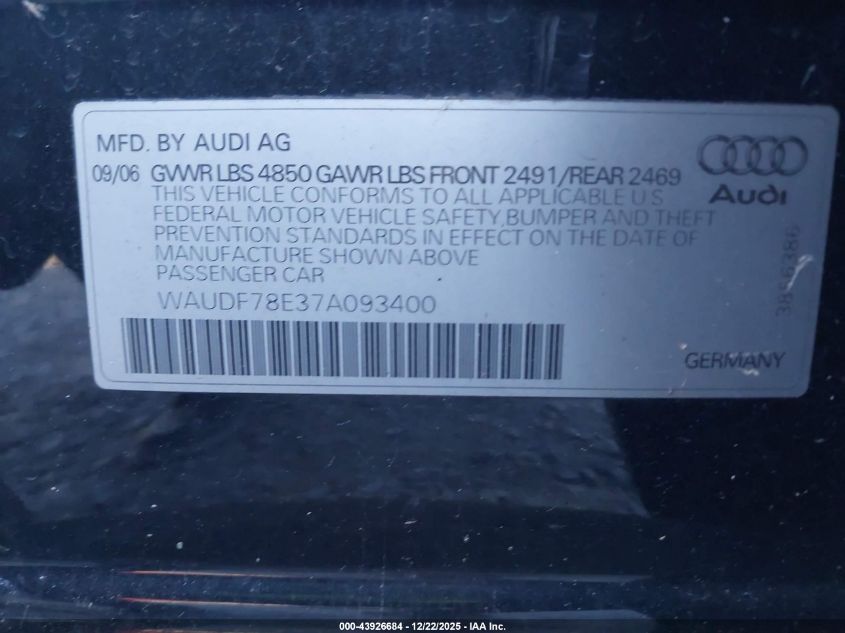 MFD. BY AUDI AG
09/06 GVWR LBS 4850 GAWR LBS FRONT 2491/REAR 2469
THIS VEHICLE CONFORMS TO ALL APPLICABLE U.S
FEDERAL MOTOR VEHICLE SAFETY, BUMPER AND THEFT
PREVENTION STANDARDS IN EFFECT ON THE DATE OF
MANUFACTURE SHOWN ABOVE
PASSENGER CAR
WAUDF78E37A093400
Audi
3856386
GERMANY
000-43926684 - 12/22/2025 - IAA Inc.